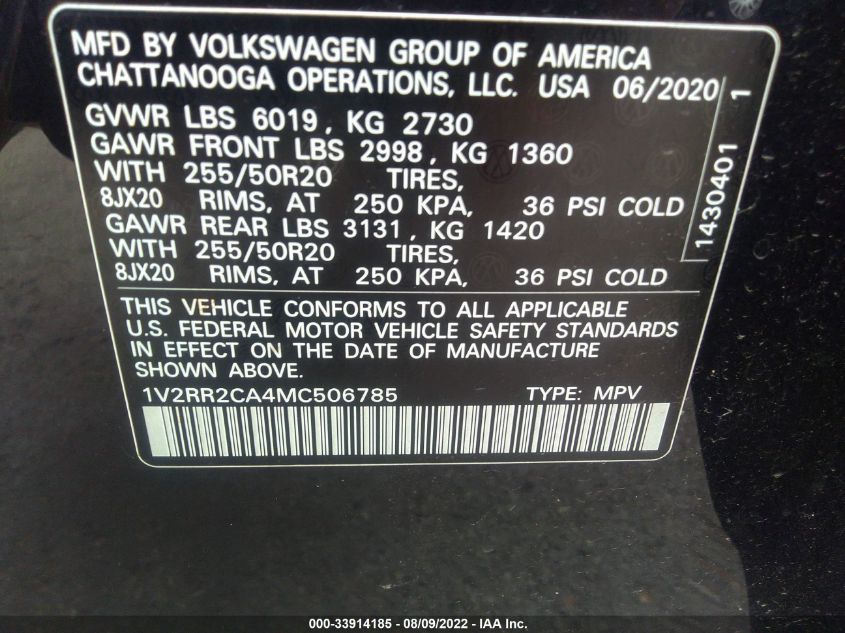 MFD BY VOLKSWAGEN GROUP OF AMERICA
CHATTANOOGA OPERATIONS, LLC. USA 06/2020
GVWR LBS 6019, KG 2730
GAWR FRONT LBS 2998, KG 1360
WITH 255/50R20 TIRES,
8JX20 RIMS, AT 250 KPA, 36 PSI COLD
GAWR REAR LBS 3131, KG 1420
WITH 255/50R20 TIRES,
8JX20 RIMS, AT 250 KPA, 36 PSI COLD
1430401 1
THIS VEHICLE CONFORMS TO ALL APPLICABLE
U.S. FEDERAL MOTOR VEHICLE SAFETY STANDARDS
IN EFFECT ON THE DATE OF MANUFACTURE
SHOWN ABOVE.
1V2RR2CA4MC506785 TYPE: MPV
000-33914185 - 08/09/2022 - IAA Inc.